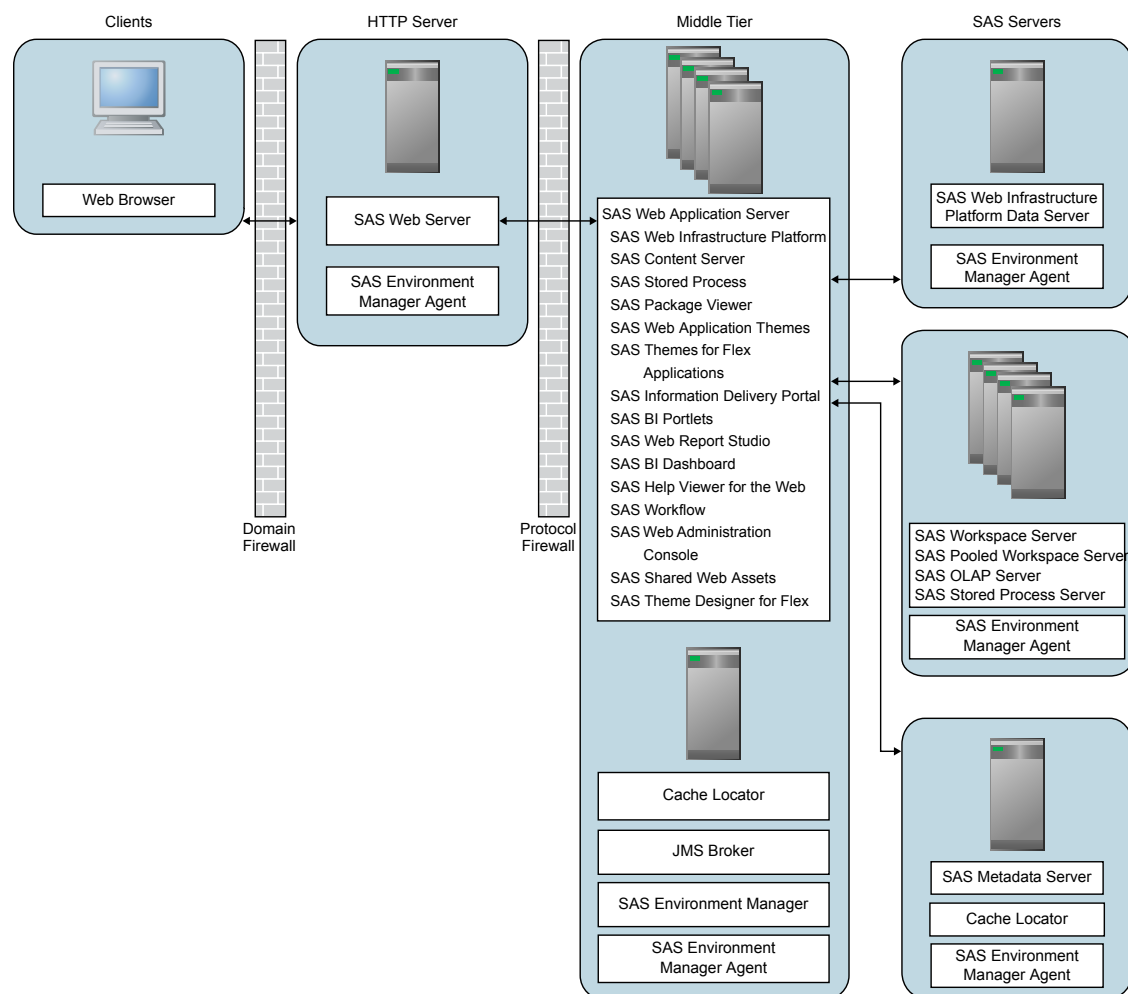 Clients
HTTP Server
Middle Tier
SAS Servers
Web Browser
Domain
Firewall
SAS Web Server
SAS Environment
Manager Agent
Protocol
Firewall
SAS Web Application Server
SAS Web Infrastructure Platform
SAS Content Server
SAS Stored Process
SAS Package Viewer
SAS Web Application Themes
SAS Themes for Flex
Applications
SAS Information Delivery Portal
SAS BI Portlets
SAS Web Report Studio
SAS BI Dashboard
SAS Help Viewer for the Web
SAS Workflow
SAS Web Administration
Console
SAS Shared Web Assets
SAS Theme Designer for Flex
Cache Locator
JMS Broker
SAS Environment Manager
SAS Environment
Manager Agent
SAS Web Infrastructure
Platform Data Server
SAS Environment
Manager Agent
SAS Workspace Server
SAS Pooled Workspace Server
SAS OLAP Server
SAS Stored Process Server
SAS Environment
Manager Agent
SAS Metadata Server
Cache Locator
SAS Environment
Manager Agent